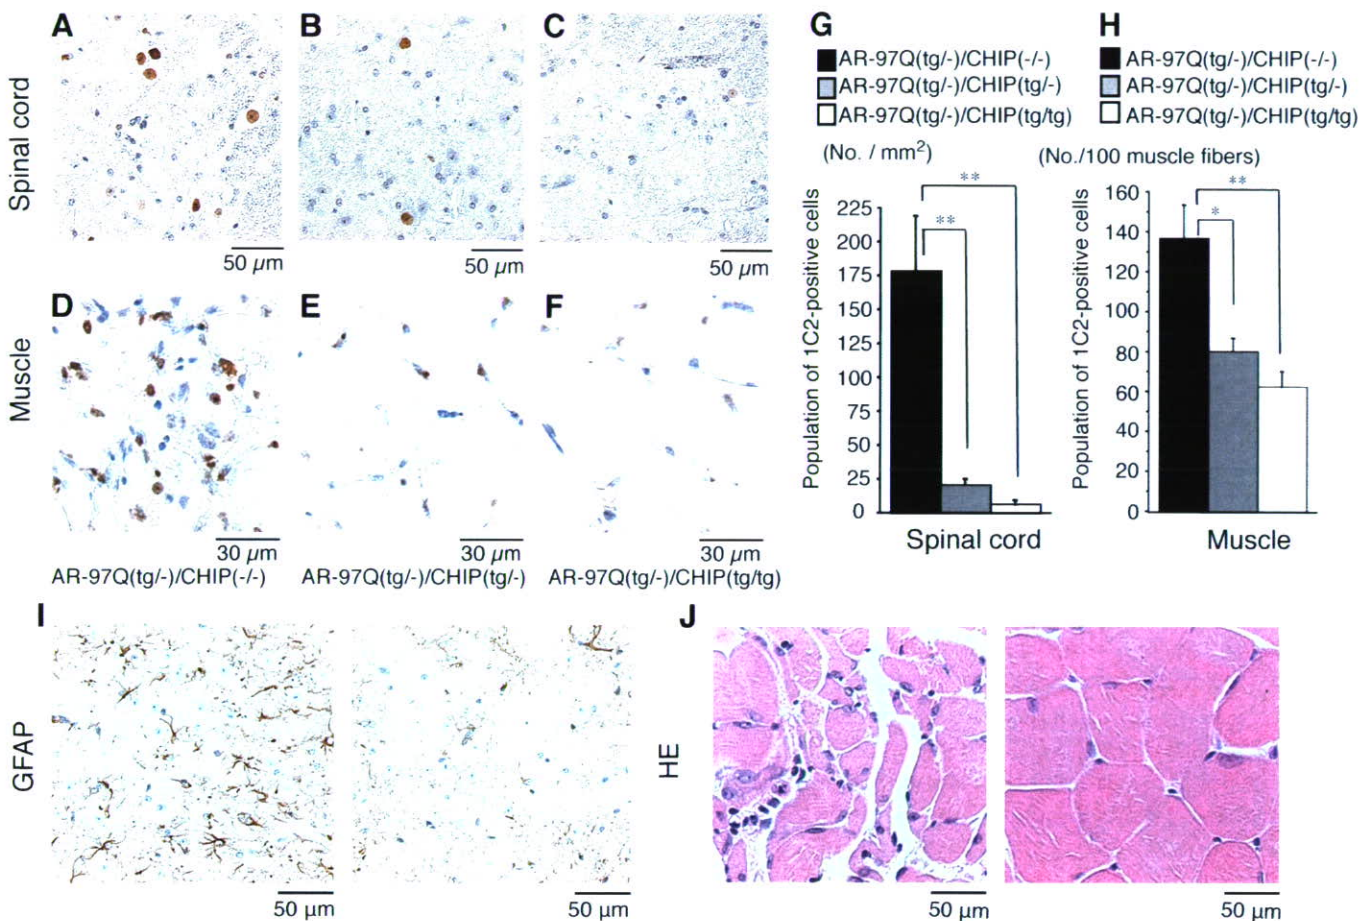 A
B
C
Spinal cord
50 µm
50 µm
50 µm
D
E
F
Muscle
30 µm
30 µm
30 µm
AR-97Q(tg/-)/CHIP(-/-)
AR-97Q(tg/-)/CHIP(tg/-)
AR-97Q(tg/-)/CHIP(tg/tg)
G
AR-97Q(tg/-)/CHIP(-/-)
AR-97Q(tg/-)/CHIP(tg/-)
AR-97Q(tg/-)/CHIP(tg/tg)
(No. / mm²)
Population of 1C2-positive cells
225
200
175
150
125
100
75
50
25
0
**
**
Spinal cord
H
AR-97Q(tg/-)/CHIP(-/-)
AR-97Q(tg/-)/CHIP(tg/-)
AR-97Q(tg/-)/CHIP(tg/tg)
(No./100 muscle fibers)
Population of 1C2-positive cells
160
140
120
100
80
60
40
20
0
**
*
Muscle
I
GFAP
50 µm
50 µm
J
HE
50 µm
50 µm